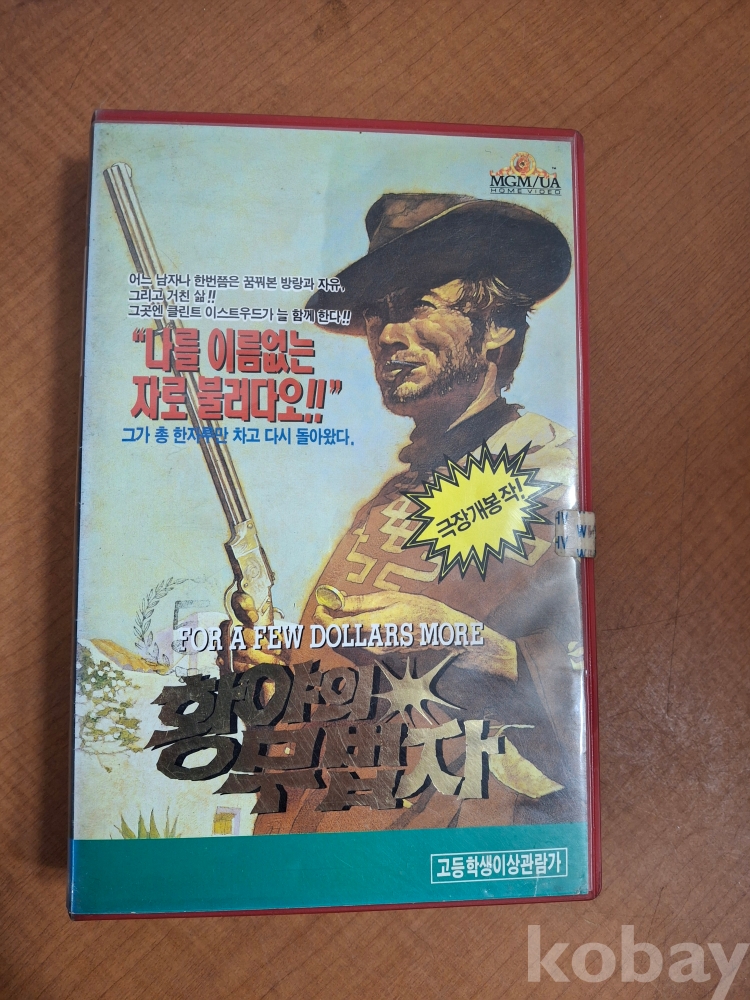 MGM/UA
HOME VIDEO
어느 남자나 한번쯤은 꿈꿔본 방랑과 자유,
그리고 거친 삶!!
그곳엔 클린트 이스트우드가 늘 함께 한다!!
“나를 이름없는
자로 불러다오!!”
그가 총 한자루만 차고 다시 돌아왔다.
극장개봉작!
FOR A FEW DOLLARS MORE
황야의
무법자
고등학생이상관람가
kobay